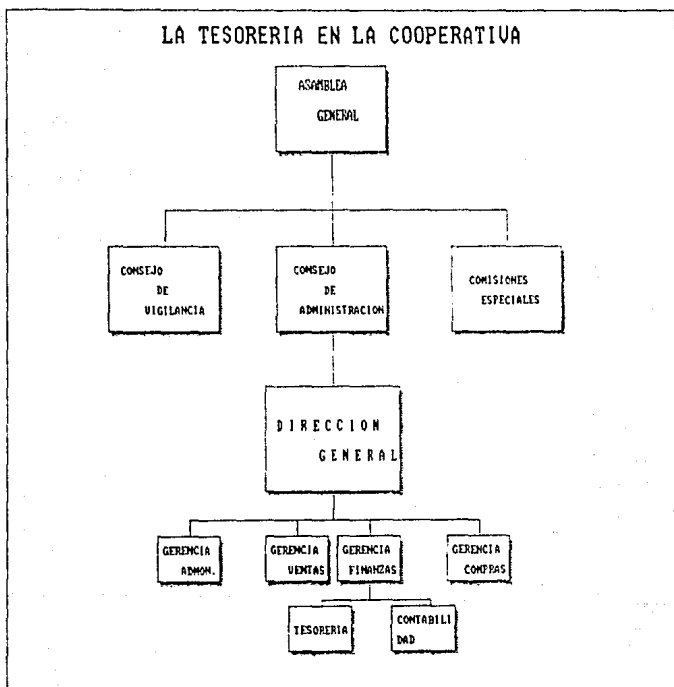 LA TESORERIA EN LA COOPERATIVA
ASAMBLEA
GENERAL
CONSEJO
DE
VIGILANCIA
CONSEJO
DE
ADMINISTRACION
COMISIONES
ESPECIALES
DIRECCION
GENERAL
GERENCIA
ADMON.
GERENCIA
VENTAS
GERENCIA
FINANZAS
GERENCIA
COMPRAS
TESORERIA
CONTABILI
DAD